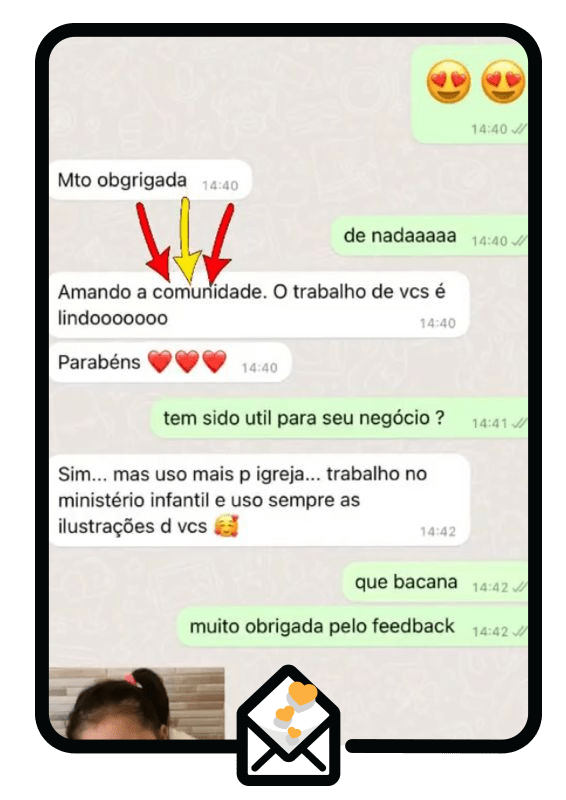 😍 😍
14:40
Mto obgrigada 14:40
de nadaaaaa 14:40
Amando a comunidade. O trabalho de vcs é
lindooooooo 14:40
Parabéns ❤️❤️❤️ 14:40
tem sido util para seu negócio ? 14:41
Sim... mas uso mais p igreja... trabalho no
ministério infantil e uso sempre as
ilustrações d vcs 🥰 14:42
que bacana 14:42
muito obrigada pelo feedback 14:42